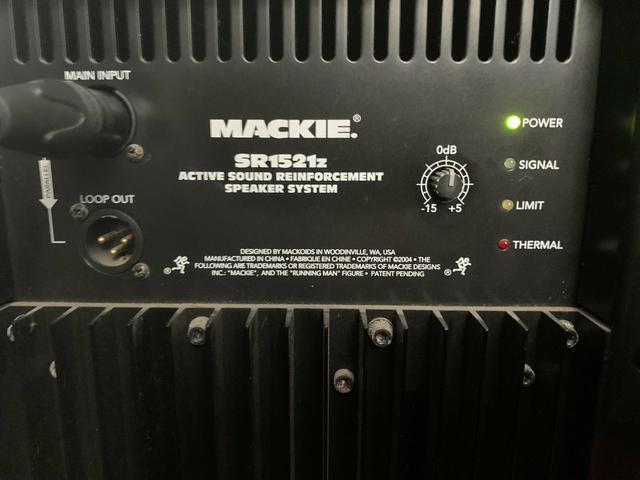 MAIN INPUT
MACKIE.®
SR1521z
ACTIVE SOUND REINFORCEMENT
SPEAKER SYSTEM
0dB
-15 +5
POWER
SIGNAL
LIMIT
THERMAL
PARALLEL
LOOP OUT
DESIGNED BY MACKOIDS IN WOODINVILLE, WA, USA
MANUFACTURED IN CHINA • FABRIQUE EN CHINE • COPYRIGHT ©2004 • THE
FOLLOWING ARE TRADEMARKS OR REGISTERED TRADEMARKS OF MACKIE DESIGNS
INC.: "MACKIE", AND THE "RUNNING MAN" FIGURE • PATENT PENDING
®
®